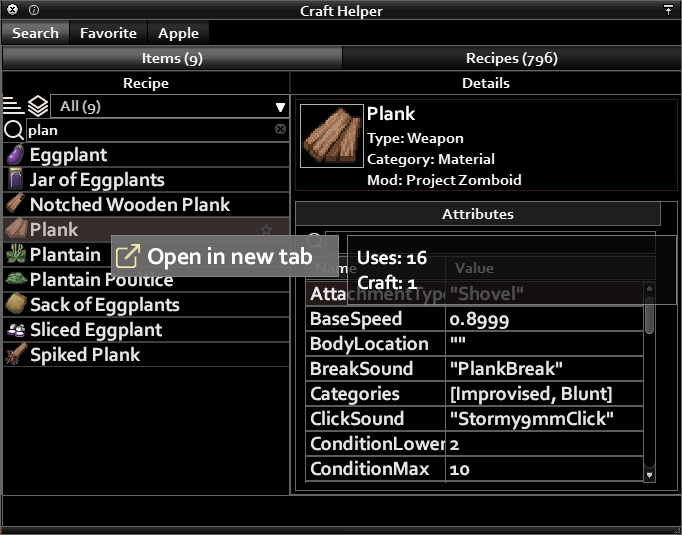 Craft Helper
Search Favorite Apple
Items (9) Recipes (796)
Recipe
All (9)
plan
Eggplant
Jar of Eggplants
Notched Wooden Plank
Plank
Plantain
Plantain Poultice
Sack of Eggplants
Sliced Eggplant
Spiked Plank
Open in new tab
Details
Plank
Type: Weapon
Category: Material
Mod: Project Zomboid
Attributes
Uses: 16
Craft: 1
Name Value
AttachmentType "Shovel"
BaseSpeed 0.8999
BodyLocation ""
BreakSound "PlankBreak"
Categories [Improvised, Blunt]
ClickSound "Stormy9mmClick"
ConditionLower 2
ConditionMax 10